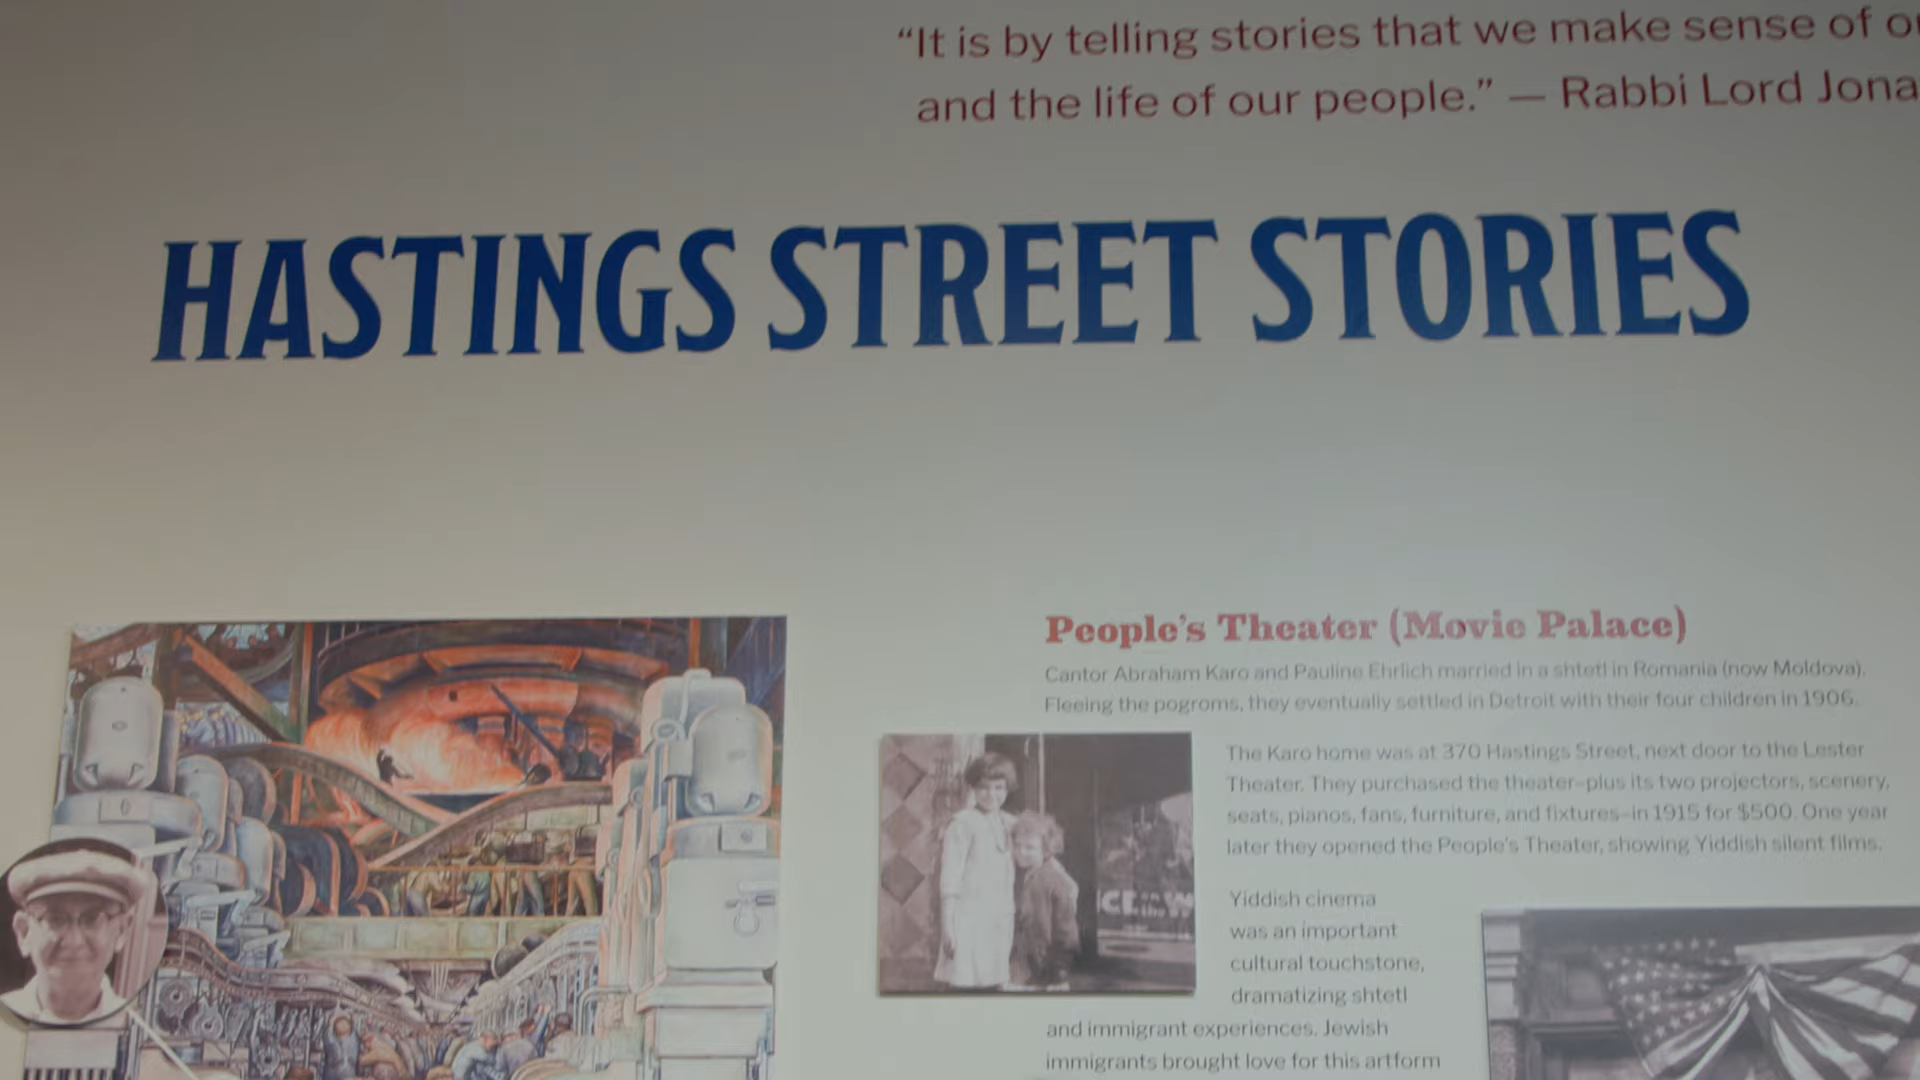 “It is by telling stories that we make sense of
and the life of our people.” — Rabbi Lord
HASTINGS STREET STORIES
People's Theater (Movie Palace)
Cantor Abraham Karo and Pauline Ehrlich married in a shtetl in Romania (now Moldova).
Fleeing the pogroms, they eventually settled in Detroit with their four children in 1906.
The Karo home was at 370 Hastings Street, next door to the Lester
Theater. They purchased the theater–plus its two projectors, scenery,
seats, pianos, fans, furniture, and fixtures–in 1915 for $500. One year
later they opened the People's Theater, showing Yiddish silent films.
Yiddish cinema
was an important
cultural touchstone,
dramatizing shtetl
and immigrant experiences. Jewish
immigrants brought love for this artform